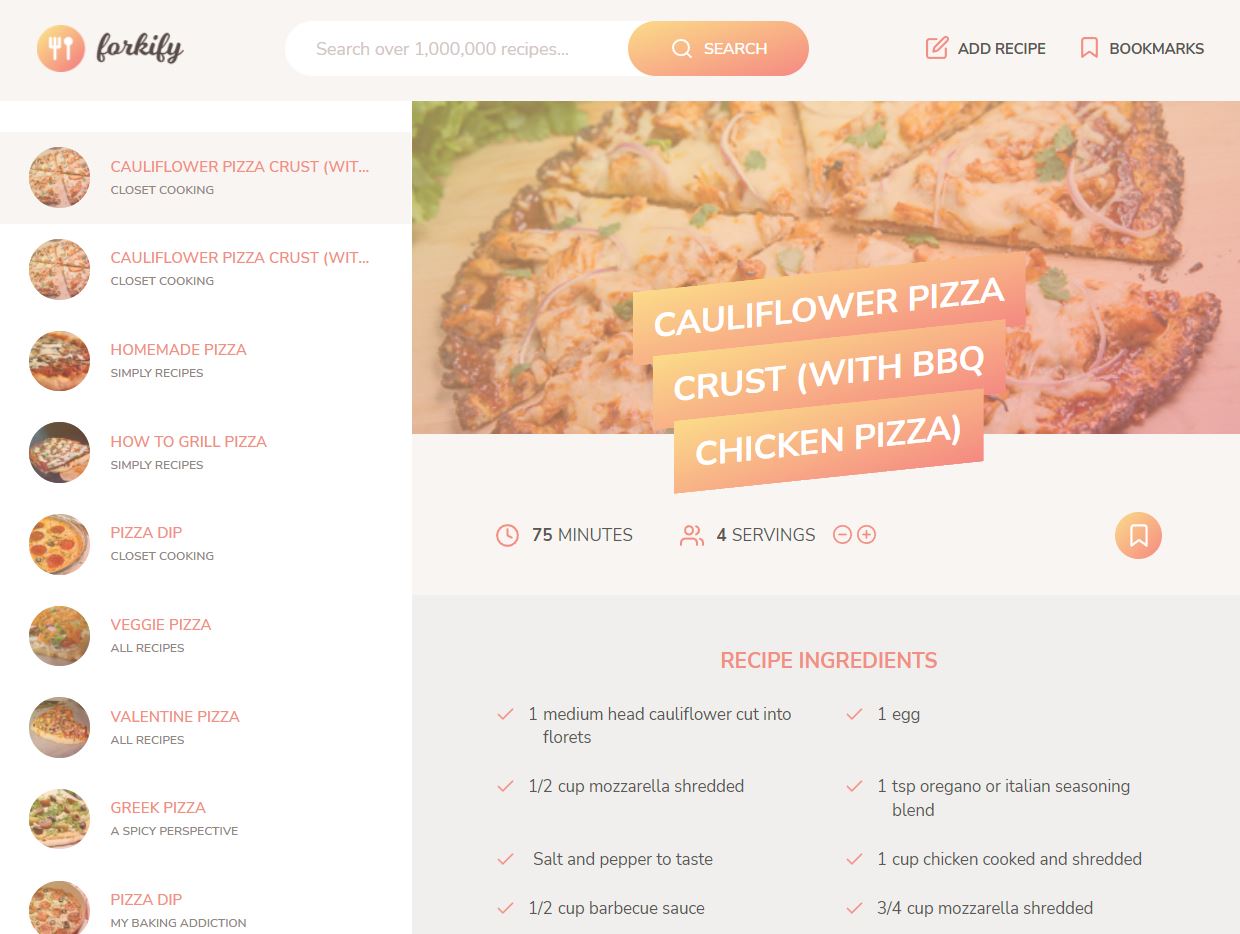 forkify
Search over 1,000,000 recipes...
SEARCH
ADD RECIPE
BOOKMARKS
CAULIFLOWER PIZZA CRUST (WIT...
CLOSET COOKING
CAULIFLOWER PIZZA CRUST (WIT...
CLOSET COOKING
HOMEMADE PIZZA
SIMPLY RECIPES
HOW TO GRILL PIZZA
SIMPLY RECIPES
PIZZA DIP
CLOSET COOKING
VEGGIE PIZZA
ALL RECIPES
VALENTINE PIZZA
ALL RECIPES
GREEK PIZZA
A SPICY PERSPECTIVE
PIZZA DIP
MY BAKING ADDICTION
CAULIFLOWER PIZZA
CRUST (WITH BBQ
CHICKEN PIZZA)
75 MINUTES
4 SERVINGS
RECIPE INGREDIENTS
1 medium head cauliflower cut into
florets
1 egg
1/2 cup mozzarella shredded
1 tsp oregano or italian seasoning
blend
Salt and pepper to taste
1 cup chicken cooked and shredded
1/2 cup barbecue sauce
3/4 cup mozzarella shredded